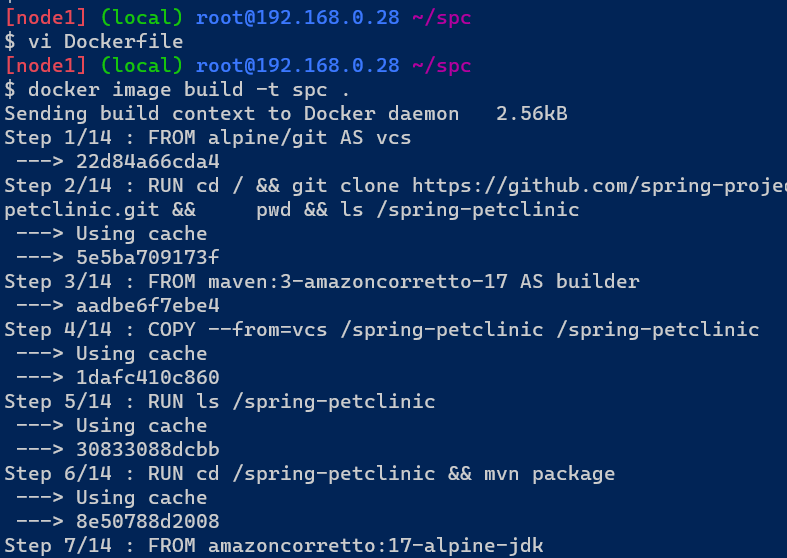 [node1] (local) root@192.168.0.28 ~/spc
$ vi Dockerfile
[node1] (local) root@192.168.0.28 ~/spc
$ docker image build -t spc .
Sending build context to Docker daemon   2.56kB
Step 1/14 : FROM alpine/git AS vcs
 ---> 22d84a66cda4
Step 2/14 : RUN cd / && git clone https://github.com/spring-proje
petclinic.git &&     pwd && ls /spring-petclinic
 ---> Using cache
 ---> 5e5ba709173f
Step 3/14 : FROM maven:3-amazoncorretto-17 AS builder
 ---> aadbe6f7ebe4
Step 4/14 : COPY --from=vcs /spring-petclinic /spring-petclinic
 ---> Using cache
 ---> 1dafc410c860
Step 5/14 : RUN ls /spring-petclinic
 ---> Using cache
 ---> 30833088dcbb
Step 6/14 : RUN cd /spring-petclinic && mvn package
 ---> Using cache
 ---> 8e50788d2008
Step 7/14 : FROM amazoncorretto:17-alpine-jdk